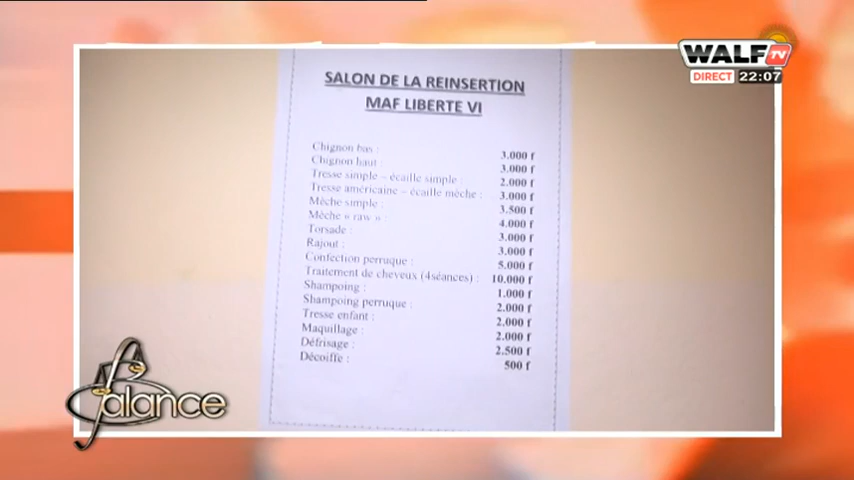 WALF TV
DIRECT 22:07
SALON DE LA REINSERTION
MAF LIBERTE VI
Chignon bas : 3.000 f
Chignon haut : 3.000 f
Tresse simple – écaille simple : 2.000 f
Tresse américaine – écaille mèche : 3.000 f
Mèche simple : 3.500 f
Mèche « raw » : 4.000 f
Torsade : 3.000 f
Rajout : 3.000 f
Confection perruque : 5.000 f
Traitement de cheveux (4séances) : 10.000 f
Shampoing : 1.000 f
Shampoing perruque : 2.000 f
Tresse enfant : 2.000 f
Maquillage : 2.000 f
Défrisage : 2.500 f
Décoiffe : 500 f
Balance